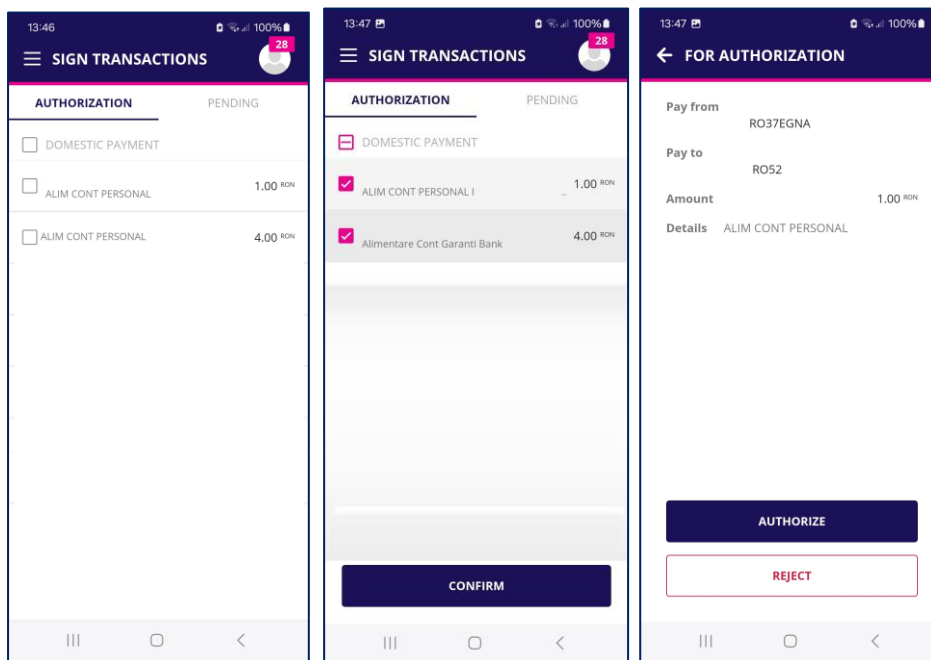 13:46 100%
28
SIGN TRANSACTIONS
AUTHORIZATION PENDING
DOMESTIC PAYMENT
ALIM CONT PERSONAL 1.00 RON
ALIM CONT PERSONAL 4.00 RON
13:47 100%
28
SIGN TRANSACTIONS
AUTHORIZATION PENDING
DOMESTIC PAYMENT
ALIM CONT PERSONAL I .. 1.00 RON
Alimentare Cont Garanti Bank 4.00 RON
CONFIRM
13:47 100%
FOR AUTHORIZATION
Pay from
RO37EGNA
Pay to
RO52
Amount 1.00 RON
Details ALIM CONT PERSONAL
AUTHORIZE
REJECT